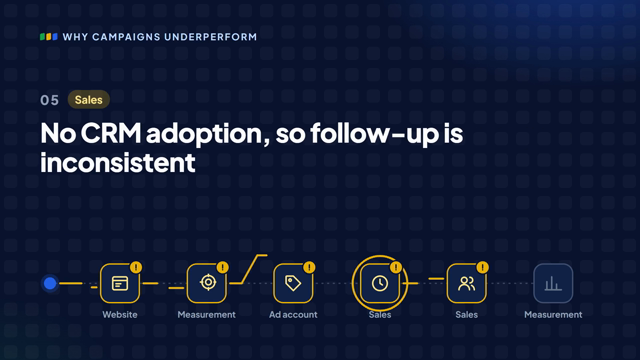 WHY CAMPAIGNS UNDERPERFORM
05 Sales
No CRM adoption, so follow-up is
inconsistent
! ! ! ! !
Website Measurement Ad account Sales Sales Measurement